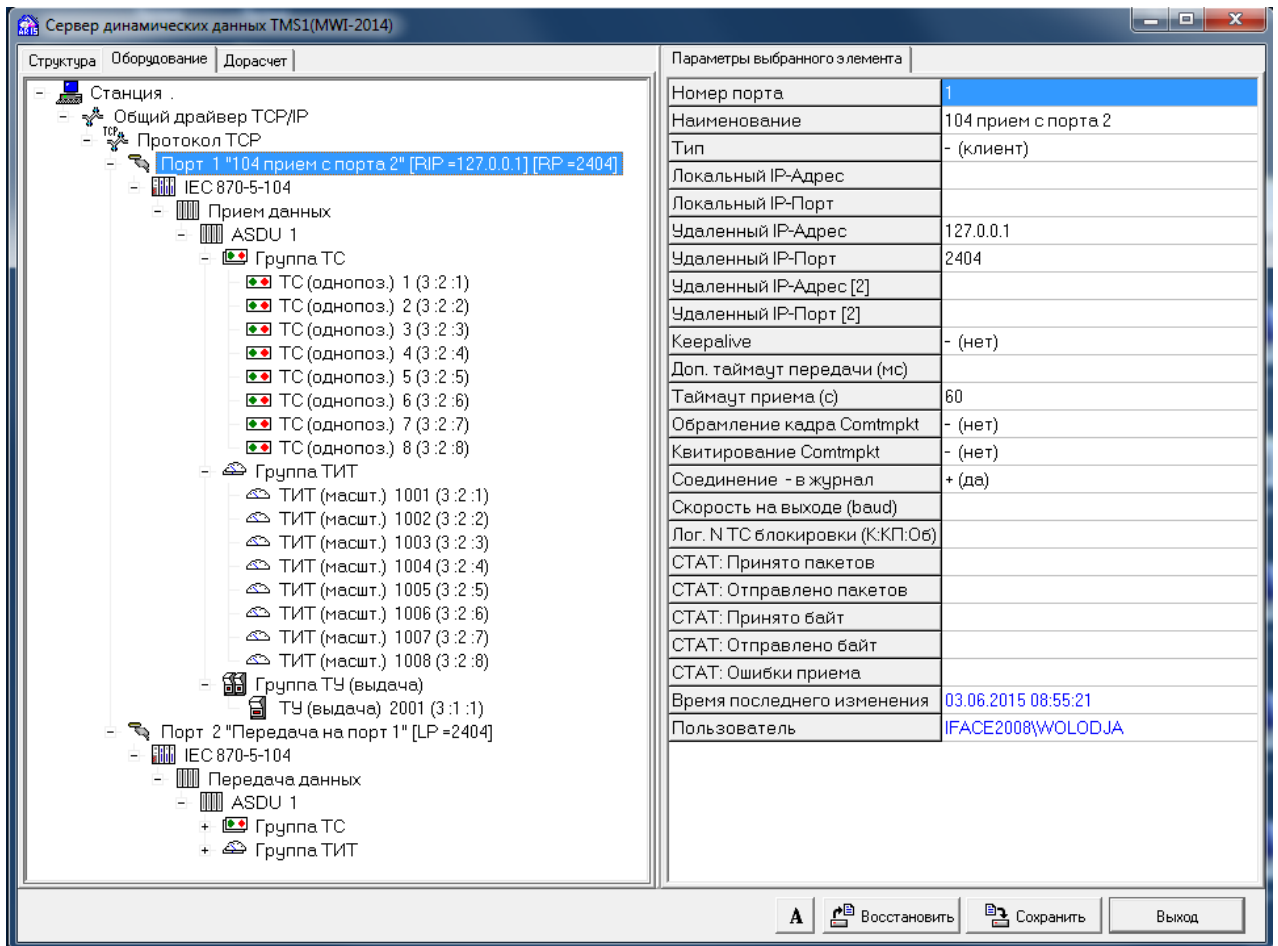 Сервер динамических данных TMS1(MWI-2014)
Структура Оборудование Дорасчет
Станция .
Общий драйвер TCP/IP
TCP Протокол TCP
Порт 1 "104 прием с порта 2" [RIP =127.0.0.1] [RP =2404]
IEC 870-5-104
Прием данных
ASDU 1
Группа ТС
ТС (однопоз.) 1 (3 :2 :1)
ТС (однопоз.) 2 (3 :2 :2)
ТС (однопоз.) 3 (3 :2 :3)
ТС (однопоз.) 4 (3 :2 :4)
ТС (однопоз.) 5 (3 :2 :5)
ТС (однопоз.) 6 (3 :2 :6)
ТС (однопоз.) 7 (3 :2 :7)
ТС (однопоз.) 8 (3 :2 :8)
Группа ТИТ
ТИТ (масшт.) 1001 (3 :2 :1)
ТИТ (масшт.) 1002 (3 :2 :2)
ТИТ (масшт.) 1003 (3 :2 :3)
ТИТ (масшт.) 1004 (3 :2 :4)
ТИТ (масшт.) 1005 (3 :2 :5)
ТИТ (масшт.) 1006 (3 :2 :6)
ТИТ (масшт.) 1007 (3 :2 :7)
ТИТ (масшт.) 1008 (3 :2 :8)
Группа ТУ (выдача)
ТУ (выдача) 2001 (3 :1 :1)
Порт 2 "Передача на порт 1" [LP =2404]
IEC 870-5-104
Передача данных
ASDU 1
Группа ТС
Группа ТИТ
Параметры выбранного элемента
Номер порта 1
Наименование 104 прием с порта 2
Тип - (клиент)
Локальный IP-Адрес
Локальный IP-Порт
Удаленный IP-Адрес 127.0.0.1
Удаленный IP-Порт 2404
Удаленный IP-Адрес [2]
Удаленный IP-Порт [2]
Keepalive - (нет)
Доп. таймаут передачи (мс)
Таймаут приема (с) 60
Обрамление кадра Comtmpkt - (нет)
Квитирование Comtmpkt - (нет)
Соединение - в журнал + (да)
Скорость на выходе (baud)
Лог. N ТС блокировки (К:КП:Об)
СТАТ: Принято пакетов
СТАТ: Отправлено пакетов
СТАТ: Принято байт
СТАТ: Отправлено байт
СТАТ: Ошибки приема
Время последнего изменения 03.06.2015 08:55:21
Пользователь IFACE2008\WOLODJA
A Восстановить Сохранить Выход